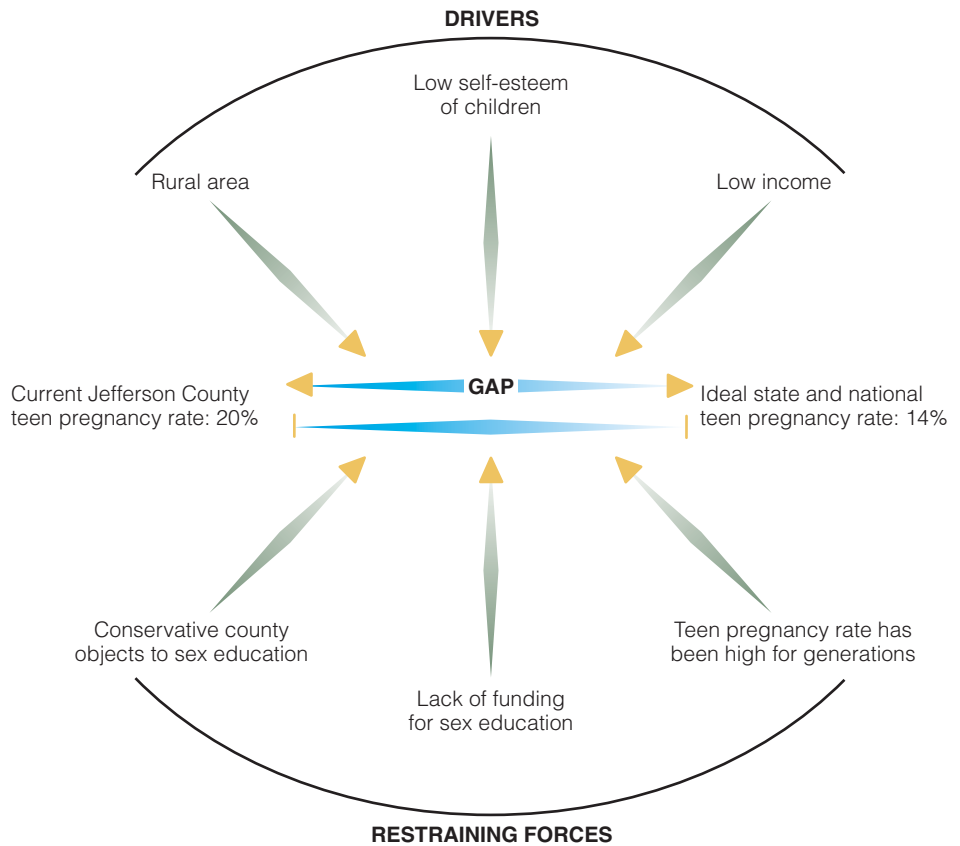 DRIVERS
Low self-esteem
of children
Rural area
Low income
Current Jefferson County
teen pregnancy rate: 20%
GAP
Ideal state and national
teen pregnancy rate: 14%
Conservative county
objects to sex education
Lack of funding
for sex education
Teen pregnancy rate has
been high for generations
RESTRAINING FORCES